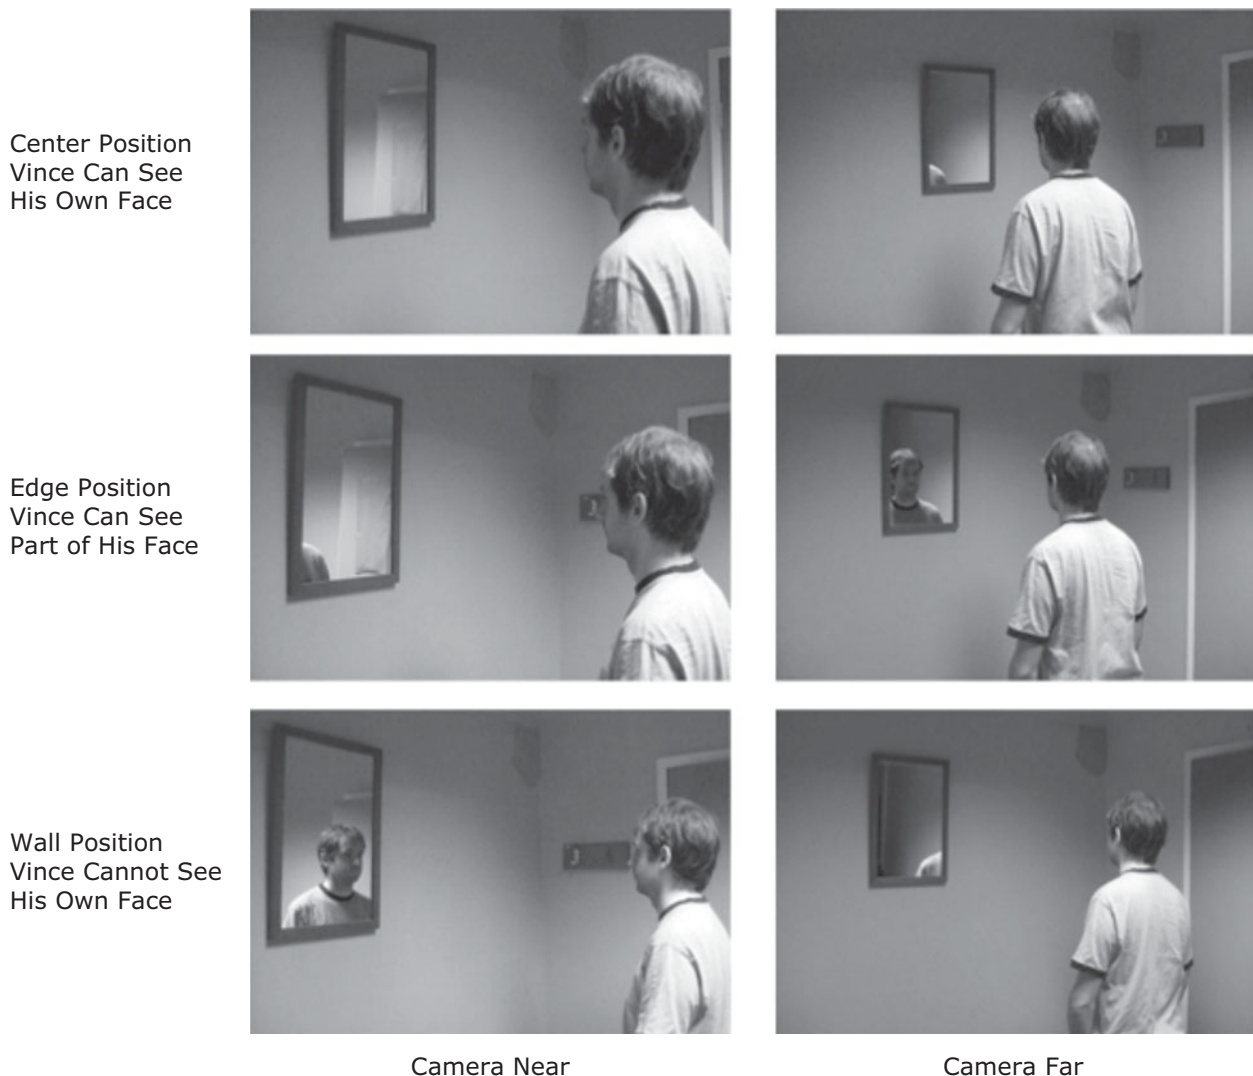 Center Position
Vince Can See
His Own Face
Edge Position
Vince Can See
Part of His Face
Wall Position
Vince Cannot See
His Own Face
Camera Near
Camera Far